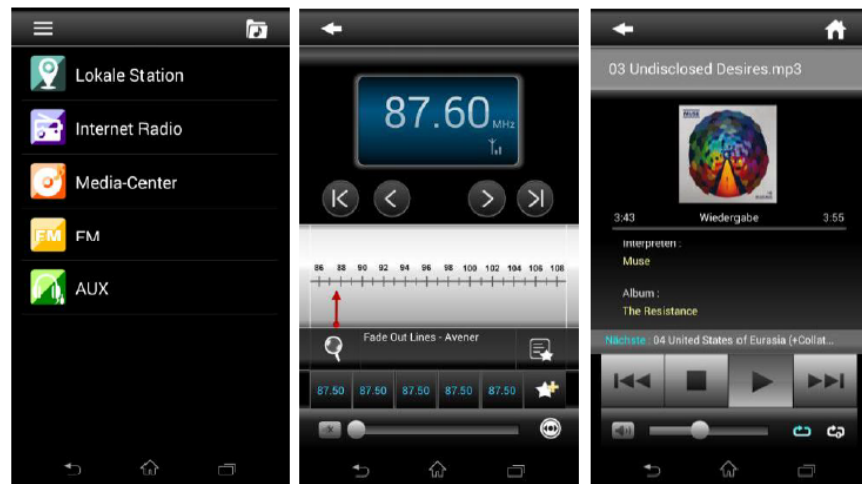 Lokale Station
Internet Radio
Media-Center
FM FM
AUX
87.60 MHz
86 88 90 92 94 96 98 100 102 104 106 108
Fade Out Lines - Avener
87.50 87.50 87.50 87.50 87.50
03 Undisclosed Desires.mp3
MUSE
3:43 Wiedergabe 3:55
Interpreten :
Muse
Album :
The Resistance
Nächste : 04 United States of Eurasia (+Collat...